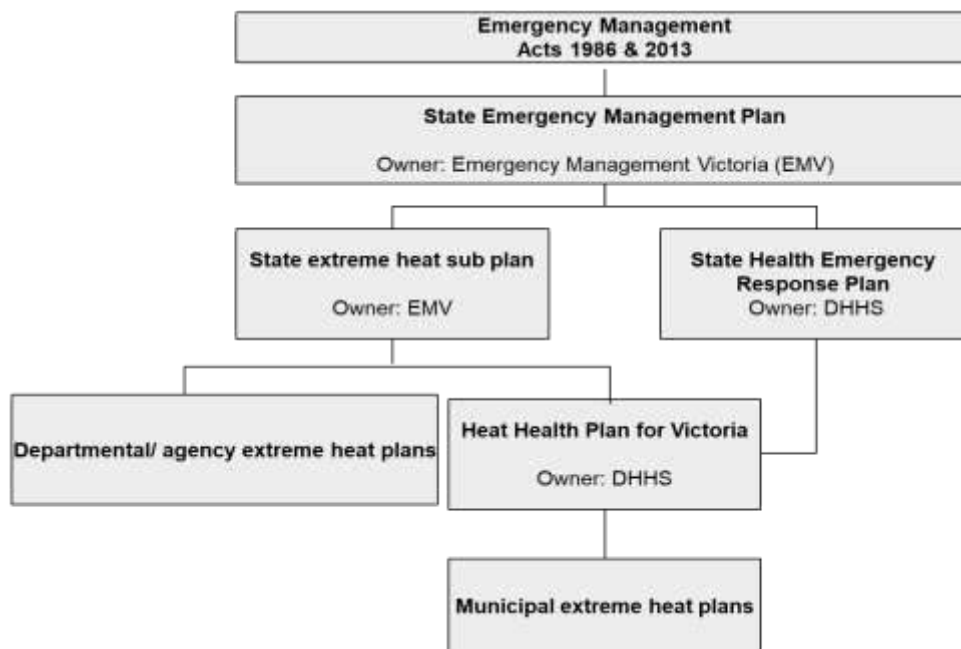 Emergency Management
Acts 1986 & 2013
State Emergency Management Plan
Owner: Emergency Management Victoria (EMV)
State extreme heat sub plan
Owner: EMV
State Health Emergency
Response Plan
Owner: DHHS
Departmental/ agency extreme heat plans
Heat Health Plan for Victoria
Owner: DHHS
Municipal extreme heat plans